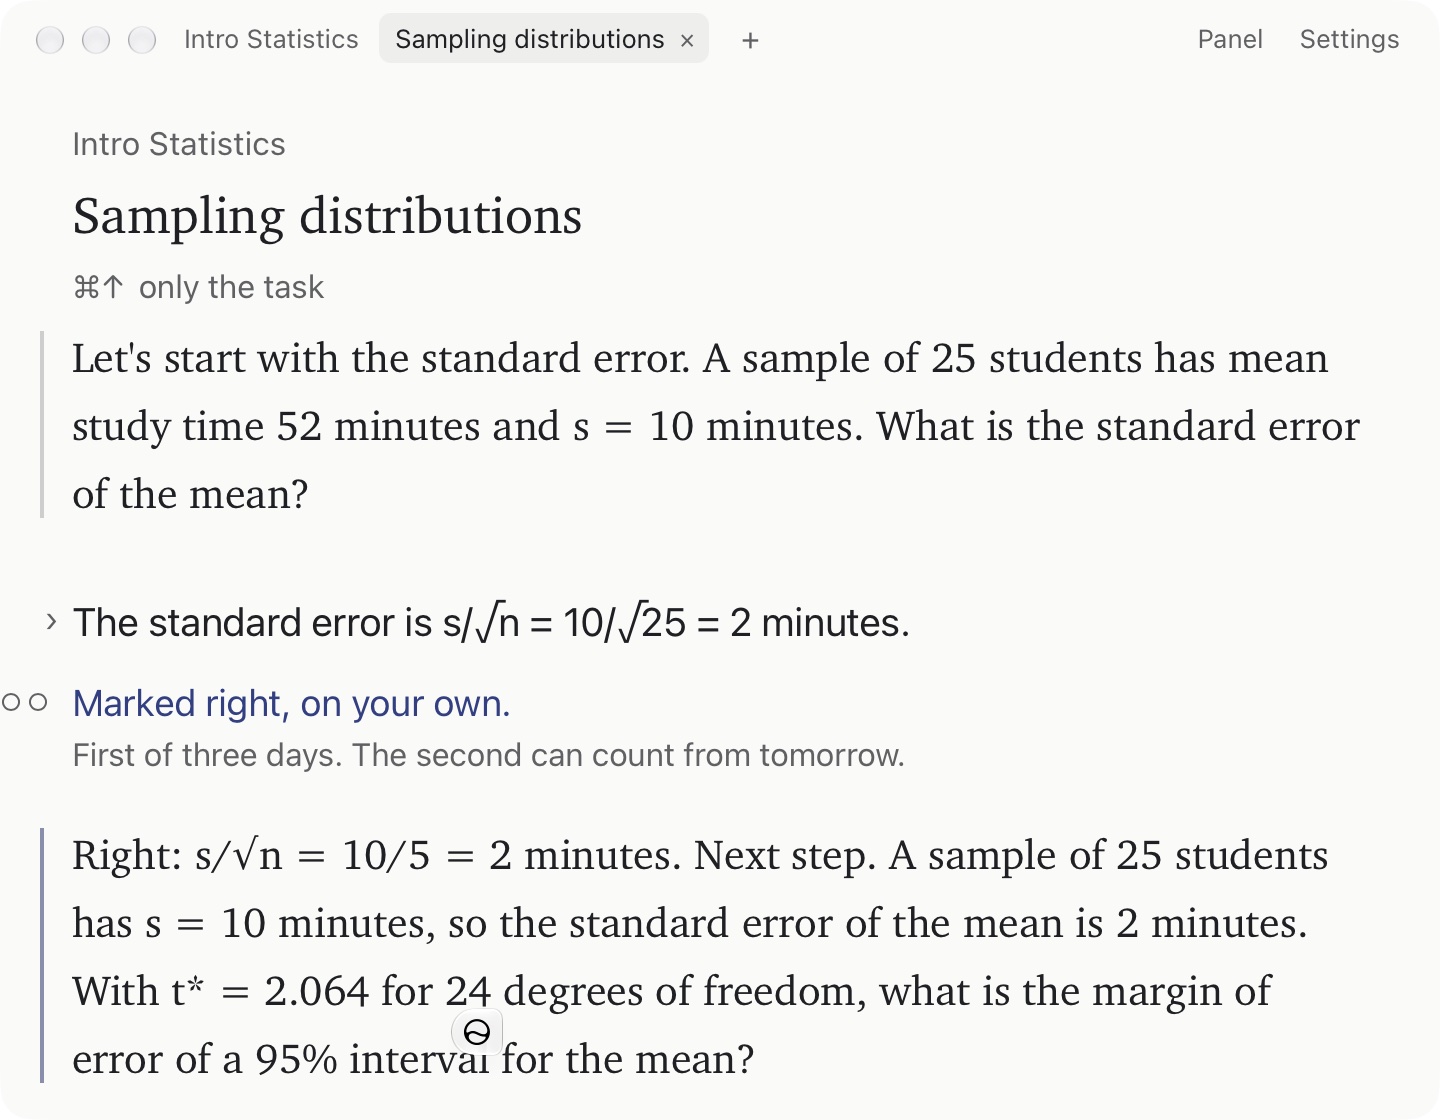 Intro Statistics
Sampling distributions ×
+
Panel
Settings
Intro Statistics
Sampling distributions
⌘↑ only the task
Let's start with the standard error. A sample of 25 students has mean
study time 52 minutes and s = 10 minutes. What is the standard error
of the mean?
› The standard error is s/√n = 10/√25 = 2 minutes.
Marked right, on your own.
First of three days. The second can count from tomorrow.
Right: s/√n = 10/5 = 2 minutes. Next step. A sample of 25 students
has s = 10 minutes, so the standard error of the mean is 2 minutes.
With t* = 2.064 for 24 degrees of freedom, what is the margin of
error of a 95% interval for the mean?